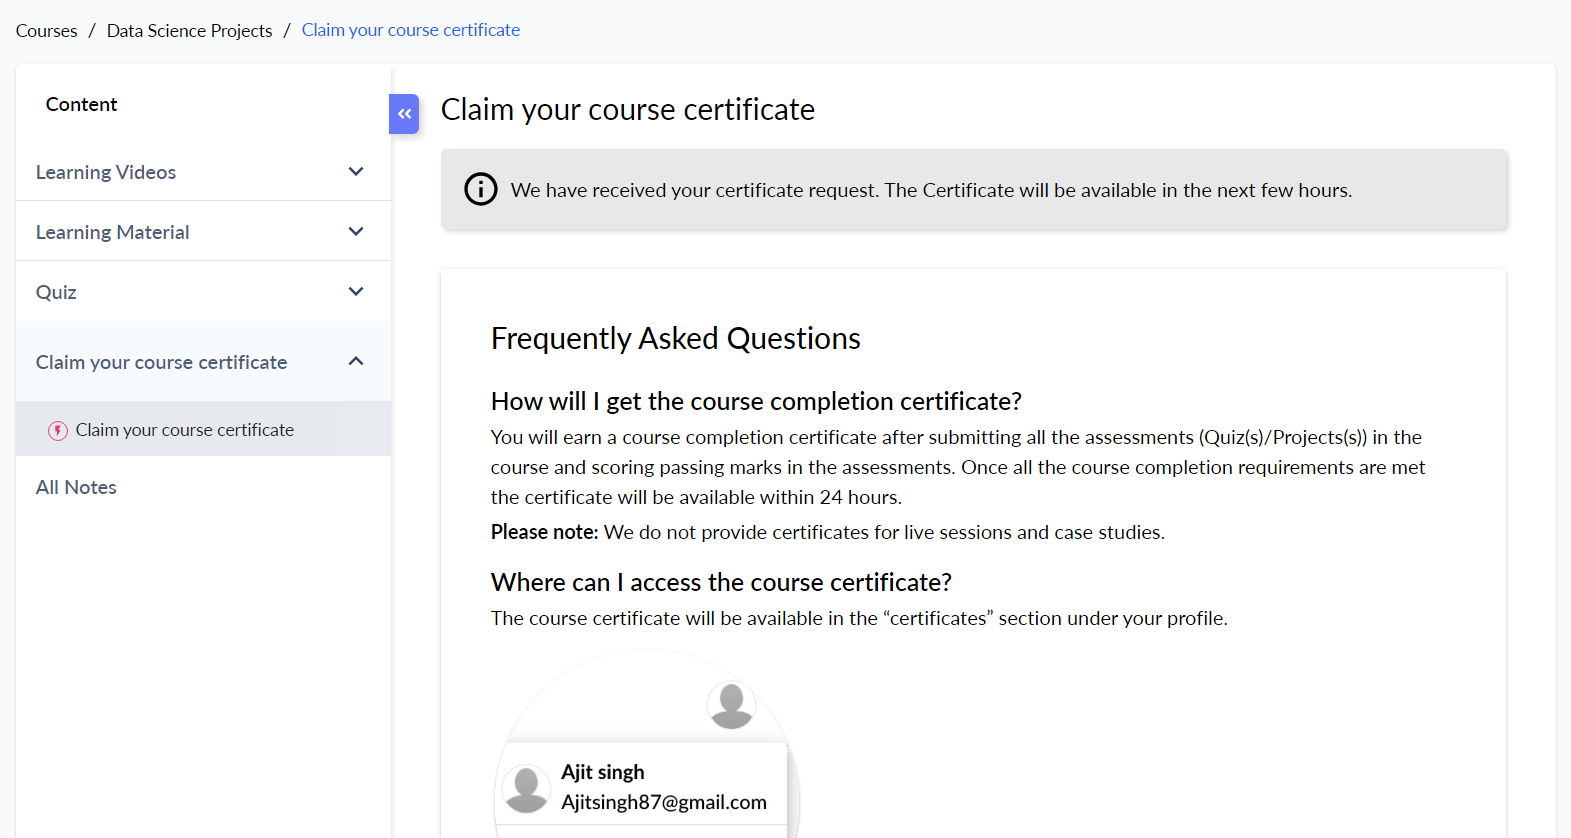 Courses / Data Science Projects / Claim your course certificate
Content
Learning Videos
Learning Material
Quiz
Claim your course certificate
Claim your course certificate
All Notes
Claim your course certificate
We have received your certificate request. The Certificate will be available in the next few hours.
Frequently Asked Questions
How will I get the course completion certificate?
You will earn a course completion certificate after submitting all the assessments (Quiz(s)/Projects(s)) in the
course and scoring passing marks in the assessments. Once all the course completion requirements are met
the certificate will be available within 24 hours.
Please note: We do not provide certificates for live sessions and case studies.
Where can I access the course certificate?
The course certificate will be available in the “certificates” section under your profile.
Ajit singh
Ajitsingh87@gmail.com